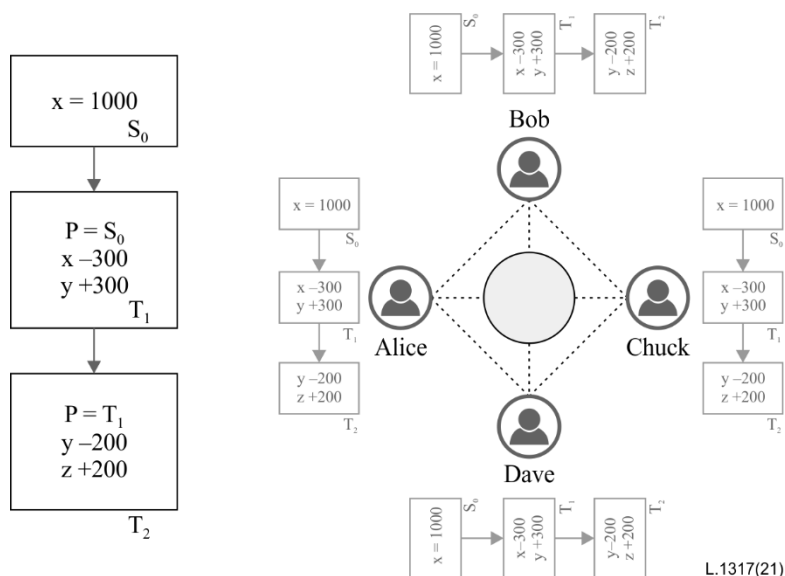 x = 1000
S₀
P = S₀
x –300
y +300
T₁
P = T₁
y –200
z +200
T₂
x = 1000
S₀
x –300
y +300
T₁
y –200
z +200
T₂
Bob
x = 1000
S₀
x –300
y +300
T₁
y –200
z +200
T₂
Alice
Chuck
x = 1000
S₀
x –300
y +300
T₁
y –200
z +200
T₂
Dave
x = 1000
S₀
x–300
y +300
T₁
y–200
z +200
T₂
L.1317(21)